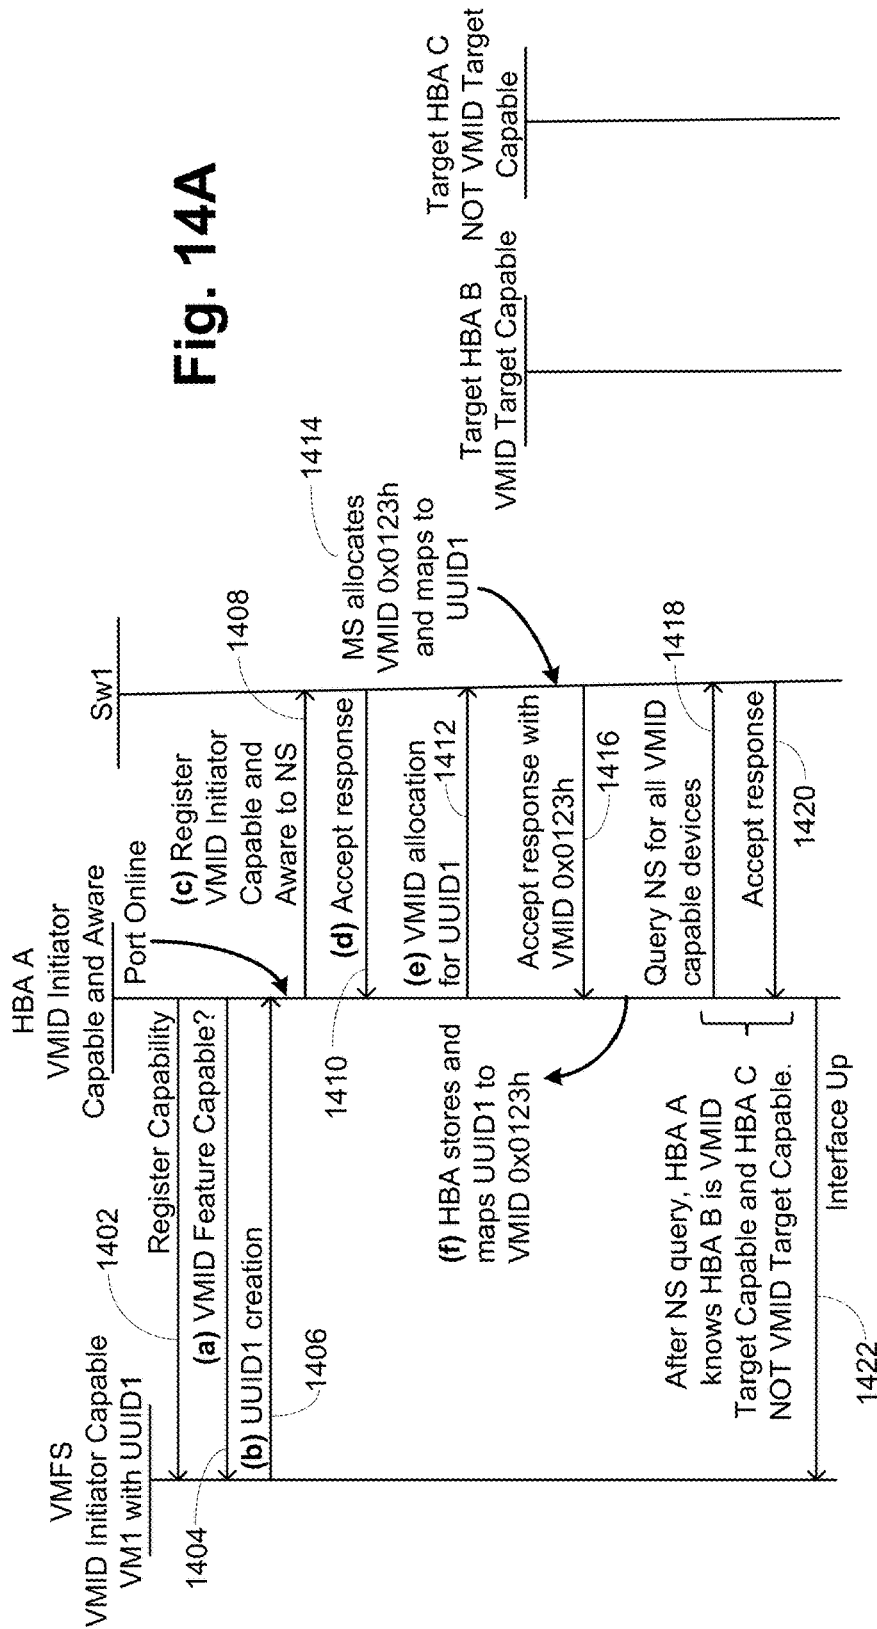 Fig. 14A
VMFS
VMID Initiator Capable
VM1 with UUID1
HBA A
VMID Initiator
Capable and Aware
Sw1
Target HBA B
VMID Target Capable
Target HBA C
NOT VMID Target
Capable
1402
Register Capability
Port Online
(a) VMID Feature Capable?
1404
(b) UUID1 creation
1406
(c) Register
VMID Initiator
Capable and
Aware to NS
1408
(d) Accept response
1410
(e) VMID allocation
for UUID1
1412
MS allocates
VMID 0x0123h
and maps to
UUID1
1414
Accept response with
VMID 0x0123h
1416
(f) HBA stores and
maps UUID1 to
VMID 0x0123h
Query NS for all VMID
capable devices
1418
Accept response
1420
After NS query, HBA A
knows HBA B is VMID
Target Capable and HBA C
NOT VMID Target Capable.
Interface Up
1422